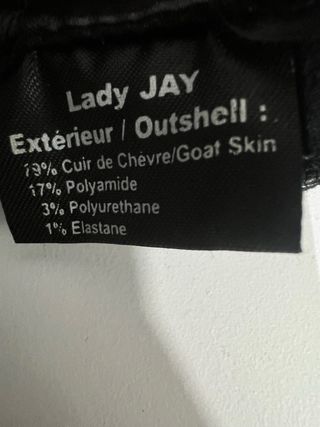 Lady JAY
Extérieur / Outshell :
79% Cuir de Chèvre/Goat Skin
17% Polyamide
3% Polyurethane
1% Elastane